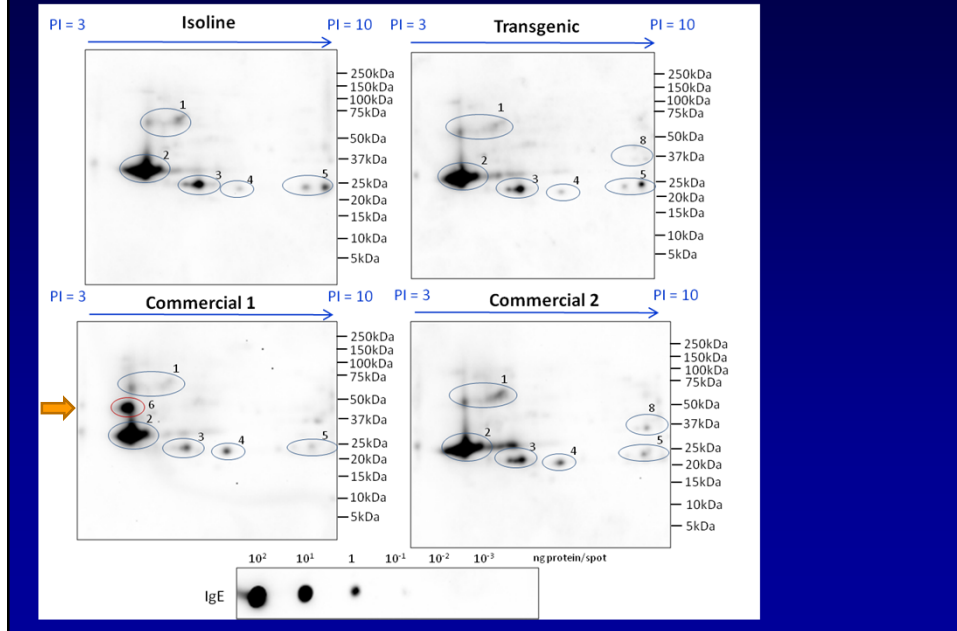 PI = 3 Isoline PI = 10
250kDa
150kDa
100kDa
75kDa
50kDa
37kDa
25kDa
20kDa
15kDa
10kDa
5kDa
1
2
3
4
5
PI = 3 Transgenic PI = 10
250kDa
150kDa
100kDa
75kDa
50kDa
37kDa
25kDa
20kDa
15kDa
10kDa
5kDa
1
8
2
3
4
5
PI = 3 Commercial 1 PI = 10
250kDa
150kDa
100kDa
75kDa
50kDa
37kDa
25kDa
20kDa
15kDa
10kDa
5kDa
1
6
2
3
4
5
PI = 3 Commercial 2 PI = 10
250kDa
150kDa
100kDa
75kDa
50kDa
37kDa
25kDa
20kDa
15kDa
10kDa
5kDa
1
8
2
3
4
5
10² 10¹ 1 10⁻¹ 10⁻² 10⁻³ ng protein/spot
IgE